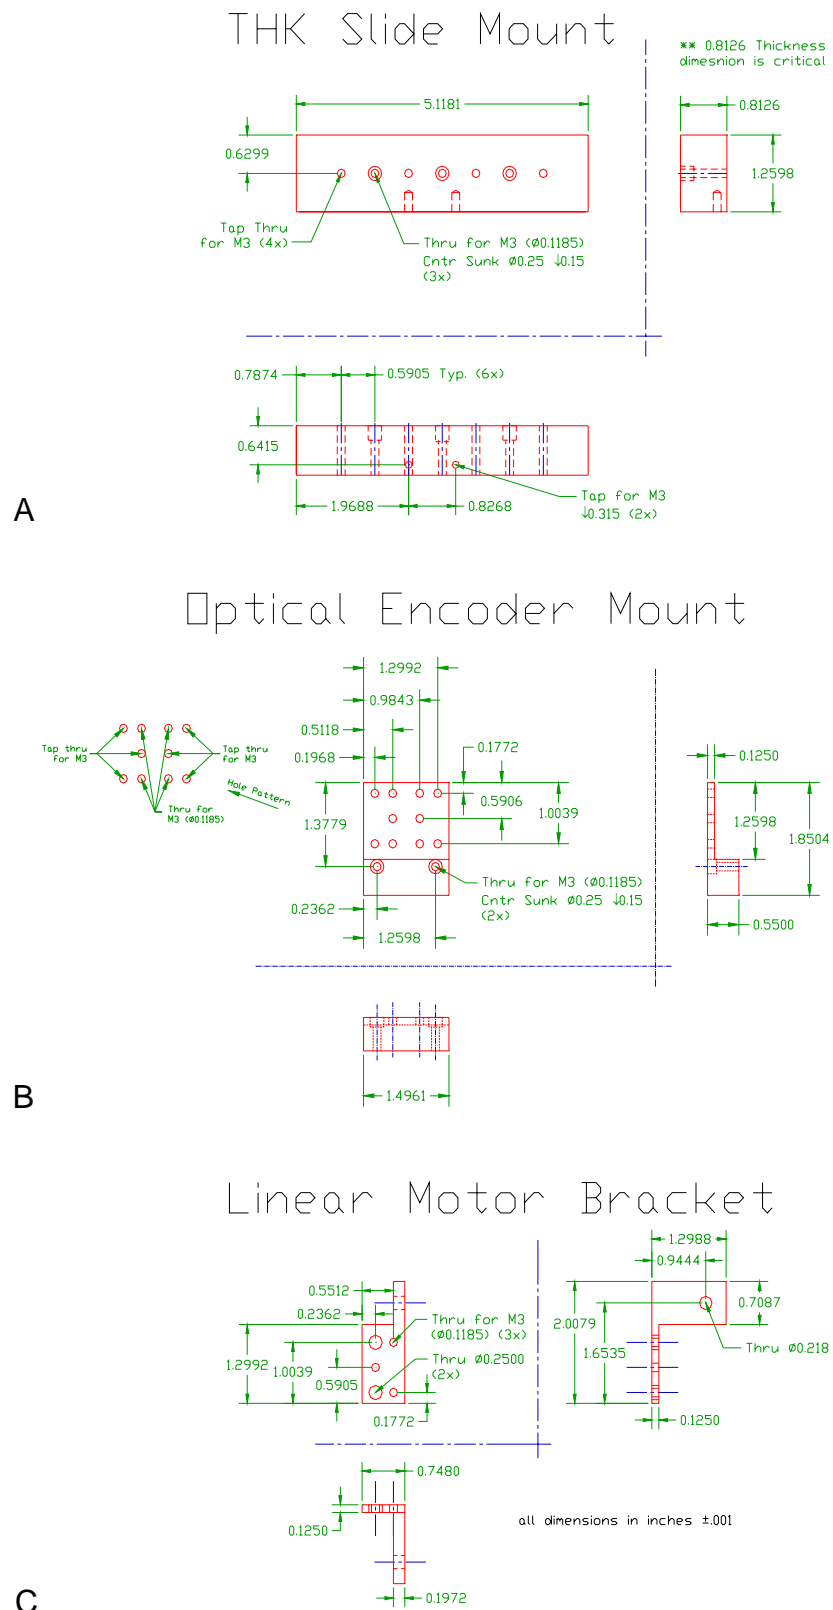 THK Slide Mount
** 0.8126 Thickness
dimesnion is critical
5.1181
0.8126
0.6299
1.2598
Tap Thru
for M3 (4x)
Thru for M3 (Ø0.1185)
Cntr Sunk Ø0.25 ↓0.15
(3x)
0.7874
0.5905 Typ. (6x)
0.6415
1.9688
0.8268
Tap for M3
↓0.315 (2x)
A
Optical Encoder Mount
1.2992
0.9843
0.5118
0.1968
0.1772
0.1250
Tap thru
for M3
Tap thru
for M3
Hole Pattern
Thru for
M3 (Ø0.1185)
1.3779
0.5906
1.0039
1.2598
1.8504
Thru for M3 (Ø0.1185)
Cntr Sunk Ø0.25 ↓0.15
(2x)
0.2362
1.2598
0.5500
1.4961
B
Linear Motor Bracket
1.2988
0.9444
0.5512
0.2362
Thru for M3
(Ø0.1185) (3x)
Thru Ø0.2500
(2x)
1.2992
1.0039
0.5905
0.1772
2.0079
1.6535
0.7087
Thru Ø0.218
0.1250
0.7480
0.1250
all dimensions in inches ±.001
0.1972
C